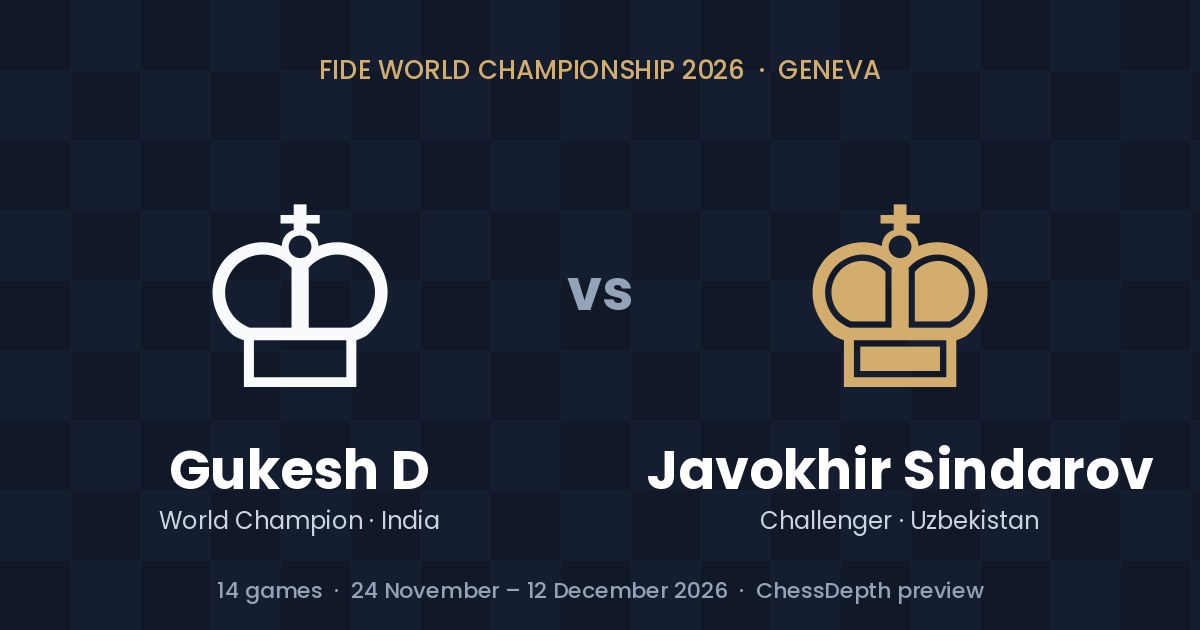 FIDE WORLD CHAMPIONSHIP 2026 · GENEVA
vs
Gukesh D
World Champion · India
Javokhir Sindarov
Challenger · Uzbekistan
14 games · 24 November – 12 December 2026 · ChessDepth preview